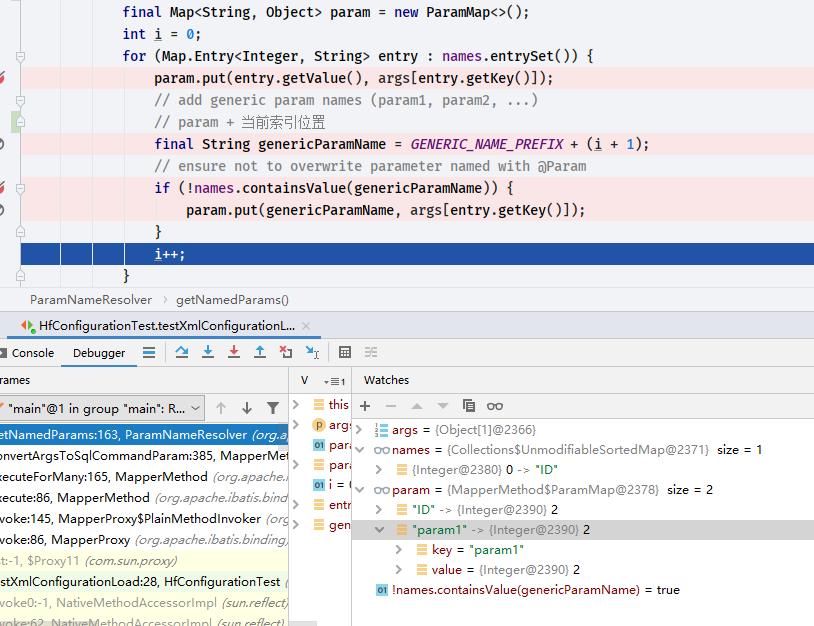 final Map<String, Object> param = new ParamMap<>();
int i = 0;
for (Map.Entry<Integer, String> entry : names.entrySet()) {
param.put(entry.getValue(), args[entry.getKey()]);
// add generic param names (param1, param2, ...)
// param + 当前索引位置
final String genericParamName = GENERIC_NAME_PREFIX + (i + 1);
// ensure not to overwrite parameter named with @Param
if (!names.containsValue(genericParamName)) {
param.put(genericParamName, args[entry.getKey()]);
}
i++;
}
ParamNameResolver > getNamedParams()
HfConfigurationTest.testXmlConfigurationL... ×
Console Debugger
rames
"main"@1 in group "main": R...
etNamedParams:163, ParamNameResolver (org.a
onvertArgsToSqlCommandParam:385, MapperMet
xecuteForMany:165, MapperMethod (org.apache.i
xecute:86, MapperMethod (org.apache.ibatis.bind
voke:145, MapperProxy$PlainMethodInvoker (org
voke:86, MapperProxy (org.apache.ibatis.binding,
t:-1, $Proxy11 (com.sun.proxy)
stXmlConfigurationLoad:28, HfConfigurationTest (
voke0:-1, NativeMethodAccessorImpl (sun.reflect)
voke:62, NativeMethodAccessorImpl (sun.reflect)
V 1
this
args
para
para
i =
entr
gen
Watches
args = {Object[1]@2366}
names = {Collections$UnmodifiableSortedMap@2371} size = 1
{Integer@2380} 0 -> "ID"
param = {MapperMethod$ParamMap@2378} size = 2
"ID" -> {Integer@2390} 2
"param1" -> {Integer@2390} 2
key = "param1"
value = {Integer@2390} 2
!names.containsValue(genericParamName) = true